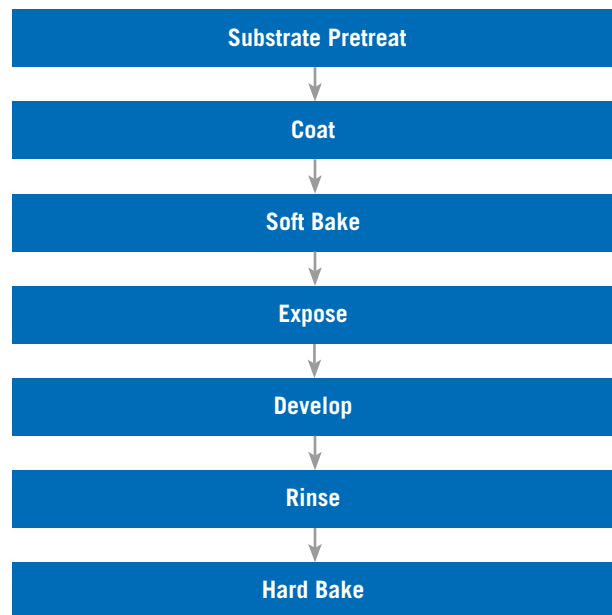 Substrate Pretreat
Coat
Soft Bake
Expose
Develop
Rinse
Hard Bake